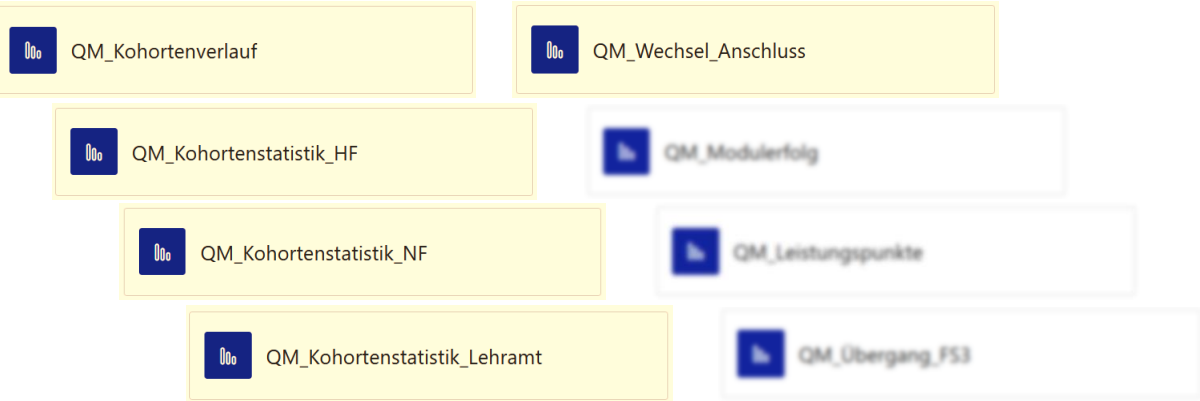 QM_Kohortenverlauf
QM_Wechsel_Anschluss
QM_Kohortenstatistik_HF
QM_Modulerfolg
QM_Kohortenstatistik_NF
QM_Leistungspunkte
QM_Kohortenstatistik_Lehramt
QM_Übergang_FS3